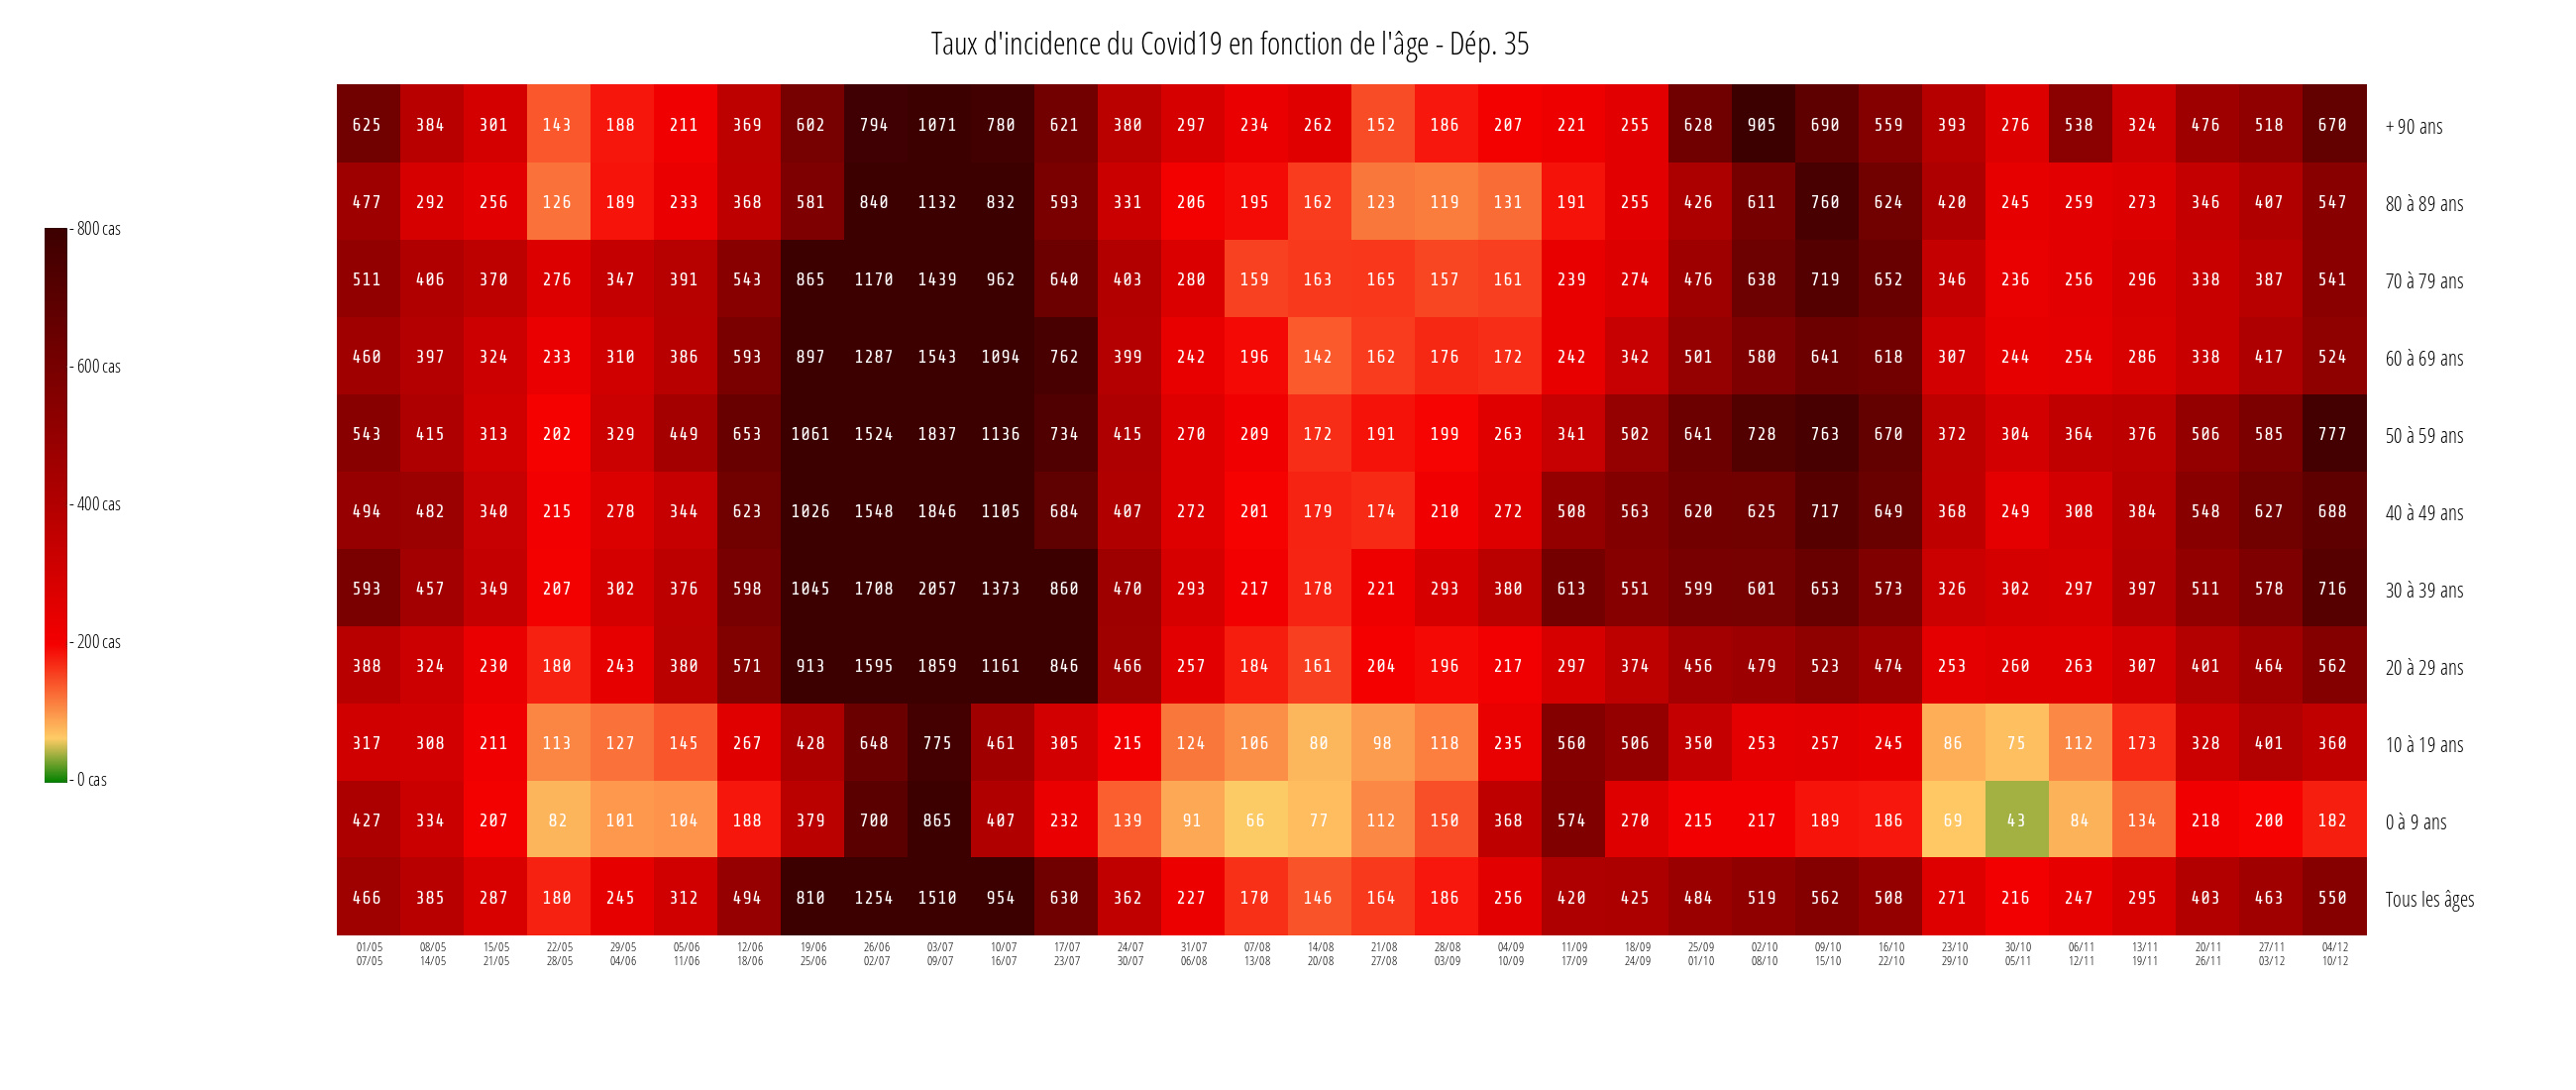 Taux d'incidence du Covid19 en fonction de l'âge - Dép. 35
- 800 cas
- 600 cas
- 400 cas
- 200 cas
- 0 cas
625 384 301 143 188 211 369 602 794 1071 780 621 380 297 234 262 152 186 207 221 255 628 905 690 559 393 276 538 324 476 518 670 + 90 ans
477 292 256 126 189 233 368 581 840 1132 832 593 331 206 195 162 123 119 131 191 255 426 611 760 624 420 245 259 273 346 407 547 80 à 89 ans
511 406 370 276 347 391 543 865 1170 1439 962 640 403 280 159 163 165 157 161 239 274 476 638 719 652 346 236 256 296 338 387 541 70 à 79 ans
460 397 324 233 310 386 593 897 1287 1543 1094 762 399 242 196 142 162 176 172 242 342 501 580 641 618 307 244 254 286 338 417 524 60 à 69 ans
543 415 313 202 329 449 653 1061 1524 1837 1136 734 415 270 209 172 191 199 263 341 502 641 728 763 670 372 304 364 376 506 585 777 50 à 59 ans
494 482 340 215 278 344 623 1026 1548 1846 1105 684 407 272 201 179 174 210 272 508 563 620 625 717 649 368 249 308 384 548 627 688 40 à 49 ans
593 457 349 207 302 376 598 1045 1708 2057 1373 860 470 293 217 178 221 293 380 613 551 599 601 653 573 326 302 297 397 511 578 716 30 à 39 ans
388 324 230 180 243 380 571 913 1595 1859 1161 846 466 257 184 161 204 196 217 297 374 456 479 523 474 253 260 263 307 401 464 562 20 à 29 ans
317 308 211 113 127 145 267 428 648 775 461 305 215 124 106 80 98 118 235 560 506 350 253 257 245 86 75 112 173 328 401 360 10 à 19 ans
427 334 207 82 101 104 188 379 700 865 407 232 139 91 66 77 112 150 368 574 270 215 217 189 186 69 43 84 134 218 200 182 0 à 9 ans
466 385 287 180 245 312 494 810 1254 1510 954 630 362 227 170 146 164 186 256 420 425 484 519 562 508 271 216 247 295 403 463 550 Tous les âges
01/05 08/05 15/05 22/05 29/05 05/06 12/06 19/06 26/06 03/07 10/07 17/07 24/07 31/07 07/08 14/08 21/08 28/08 04/09 11/09 18/09 25/09 02/10 09/10 16/10 23/10 30/10 06/11 13/11 20/11 27/11 04/12
07/05 14/05 21/05 28/05 04/06 11/06 18/06 25/06 02/07 09/07 16/07 23/07 30/07 06/08 13/08 20/08 27/08 03/09 10/09 17/09 24/09 01/10 08/10 15/10 22/10 29/10 05/11 12/11 19/11 26/11 03/12 10/12